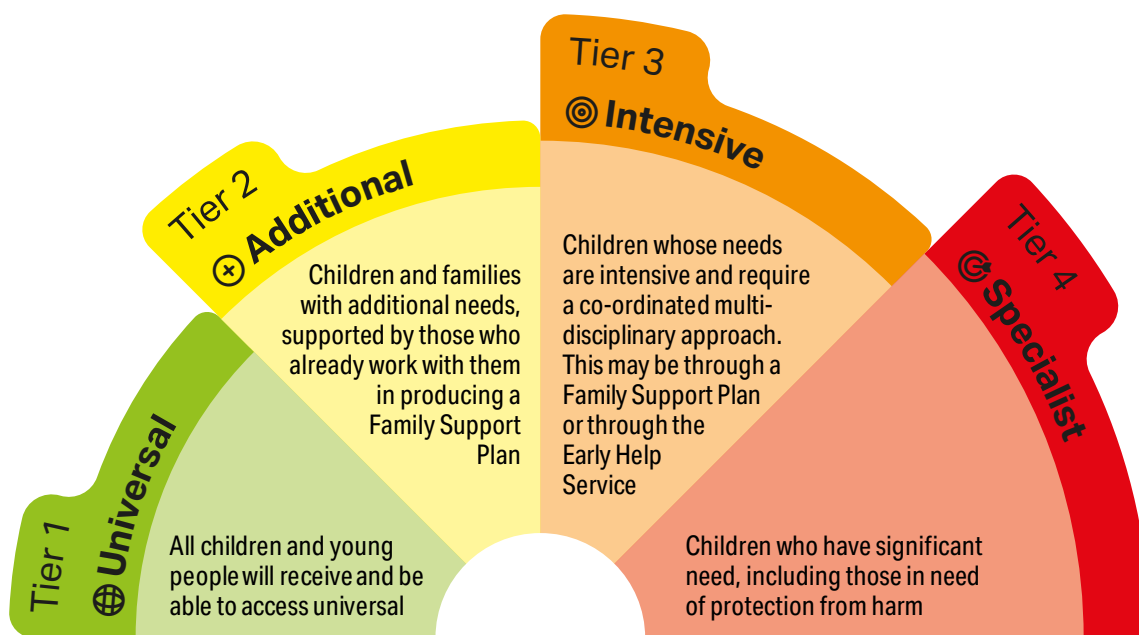 Tier 1
Universal
All children and young
people will receive and be
able to access universal
Tier 2
Additional
Children and families
with additional needs,
supported by those who
already work with them
in producing a
Family Support
Plan
Tier 3
Intensive
Children whose needs
are intensive and require
a co-ordinated multi-
disciplinary approach.
This may be through a
Family Support Plan
or through the
Early Help
Service
Tier 4
Specialist
Children who have significant
need, including those in need
of protection from harm